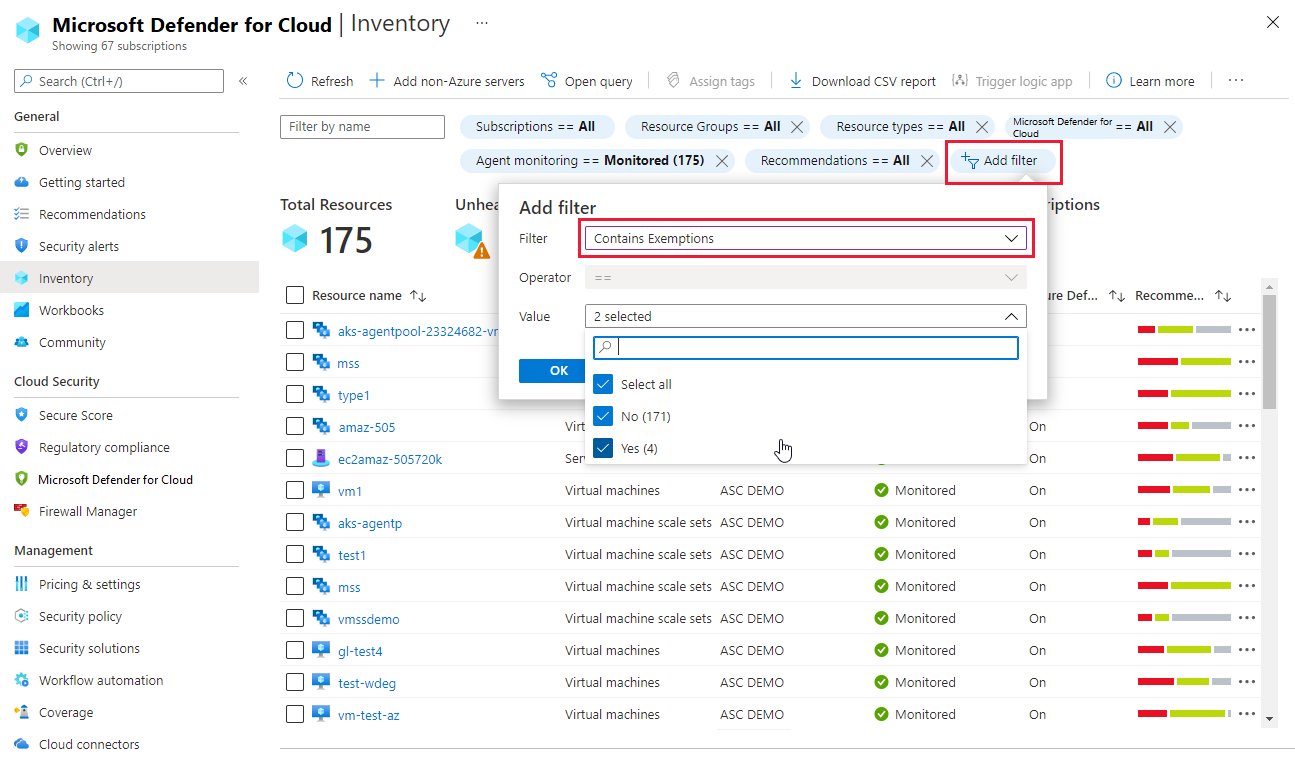 Microsoft Defender for Cloud | Inventory ...
Showing 67 subscriptions
Search (Ctrl+/)
«
General
Overview
Getting started
Recommendations
Security alerts
Inventory
Workbooks
Community
Cloud Security
Secure Score
Regulatory compliance
Microsoft Defender for Cloud
Firewall Manager
Management
Pricing & settings
Security policy
Security solutions
Workflow automation
Coverage
Cloud connectors
Refresh Add non-Azure servers Open query Assign tags Download CSV report Trigger logic app Learn more ...
Filter by name
Subscriptions == All
Resource Groups == All
Resource types == All
Microsoft Defender for
Cloud == All
Agent monitoring == Monitored (175)
Recommendations == All
Add filter
Total Resources
175
Unhea
riptions
Add filter
Filter Contains Exemptions
Operator ==
Value 2 selected
OK
Select all
No (171)
Yes (4)
Resource name ure Def... Recomme...
aks-agentpool-23324682-vm
mss
type1
amaz-505 Virt On
ec2amaz-505720k Ser On
vm1 Virtual machines ASC DEMO Monitored On
aks-agentp Virtual machine scale sets ASC DEMO Monitored On
test1 Virtual machine scale sets ASC DEMO Monitored On
mss Virtual machine scale sets ASC DEMO Monitored On
vmssdemo Virtual machine scale sets ASC DEMO Monitored On
gl-test4 Virtual machines ASC DEMO Monitored On
test-wdeg Virtual machines ASC DEMO Monitored On
vm-test-az Virtual machines ASC DEMO Monitored On